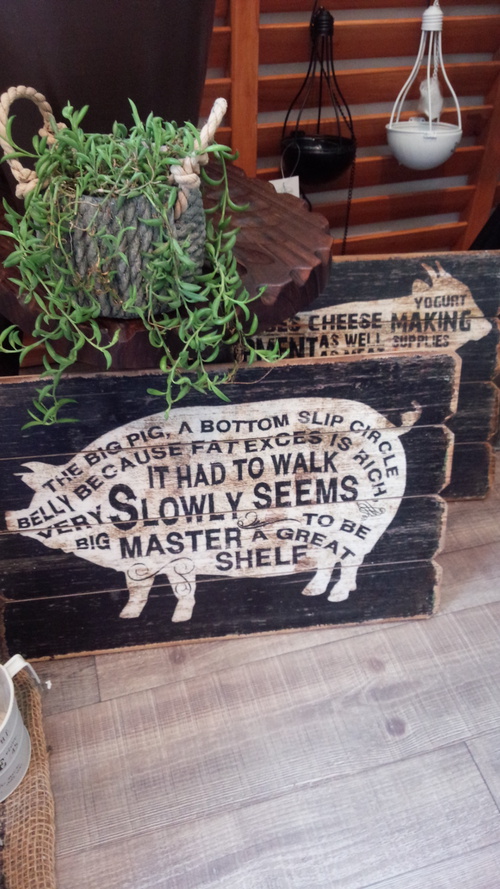 YOGURT
CHEESE MAKING
AS WELL SUPPLIES
THE BIG PIG, A BOTTOM SLIP CIRCLE
BELLY BECAUSE FAT EXCES IS RICH
IT HAD TO WALK
VERY SLOWLY SEEMS
TO BE
BIG MASTER A GREAT
SHELF